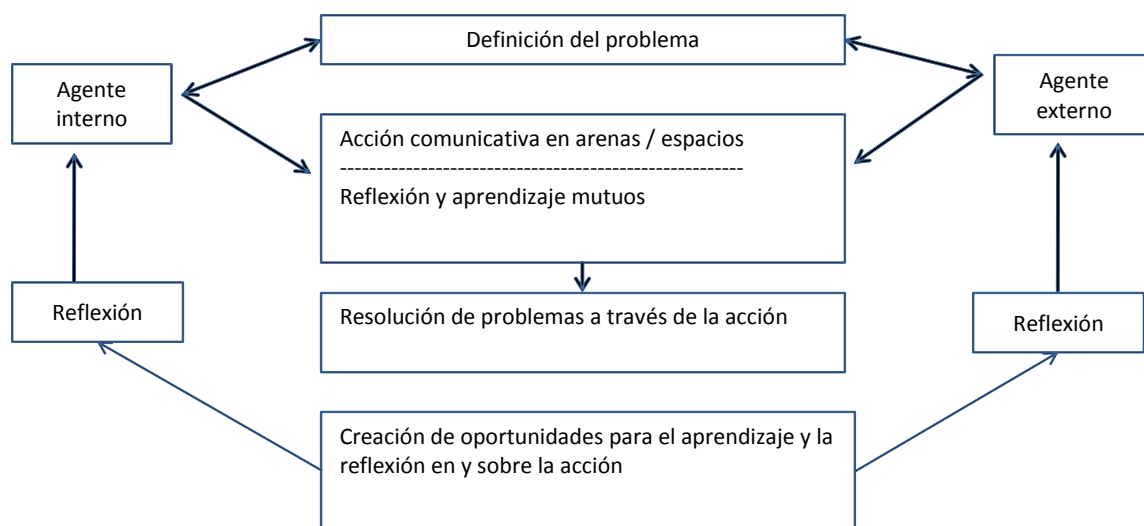 Definición del problema
Agente
interno
Agente
externo
Acción comunicativa en arenas / espacios
--------------------------------------------------------
Reflexión y aprendizaje mutuos
Reflexión
Resolución de problemas a través de la acción
Reflexión
Creación de oportunidades para el aprendizaje y la
reflexión en y sobre la acción